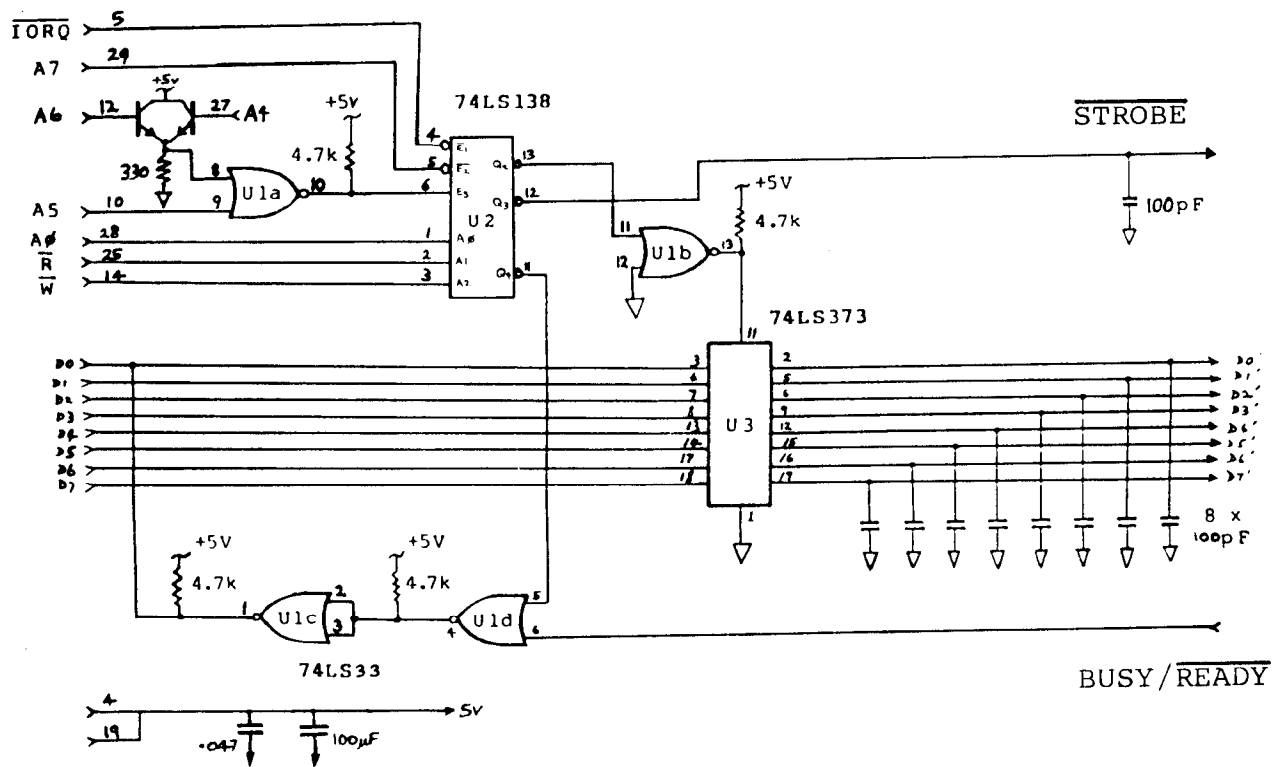 IORQ 5
A7 29
+5v
A6 12 27 A4
330
8
U1a 10
9
A5 10
AØ 28
R 25
W 14
+5V
4.7k
74LS138
4 E1
5 E2
6 E3
U2
1 AØ
2 A1
3 A2
Q2 13
Q3 12
Q4 11
STROBE
100pF
+5V
4.7k
11
12
U1b 13
74LS373
11
U3
1
D0 3 2 D0'
D1 4 5 D1'
D2 7 6 D2'
D3 8 9 D3'
D4 13 12 D6'
D5 14 15 D5'
D6 17 16 D6'
D7 18 19 D7'
8 x
100pF
+5V
4.7k
+5V
4.7k
1 U1c 2
3
4 U1d 5
6
74LS33
BUSY/READY
4
19
5V
.047
100µF